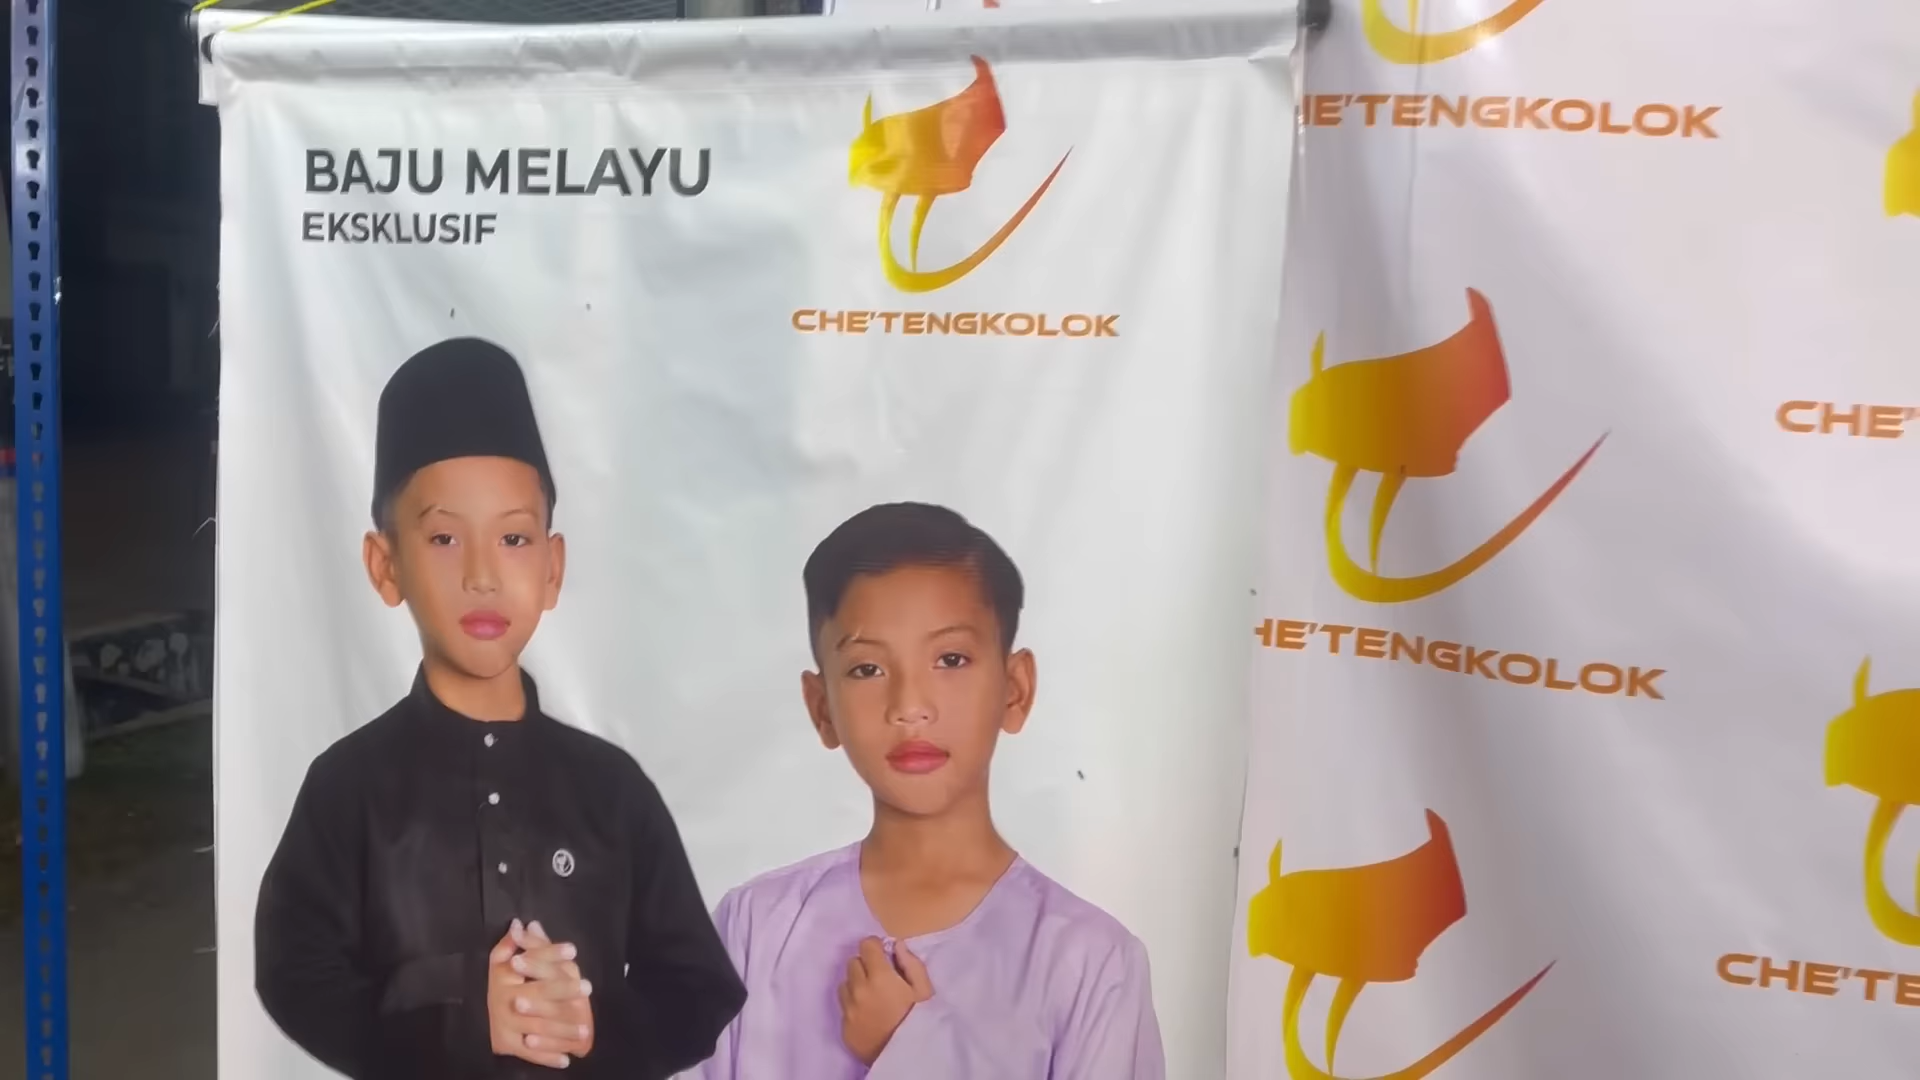 BAJU MELAYU
EKSKLUSIF
CHE'TENGKOLOK
HE'TENGKOLOK
CHE'
HE'TENGKOLOK
CHE'TE